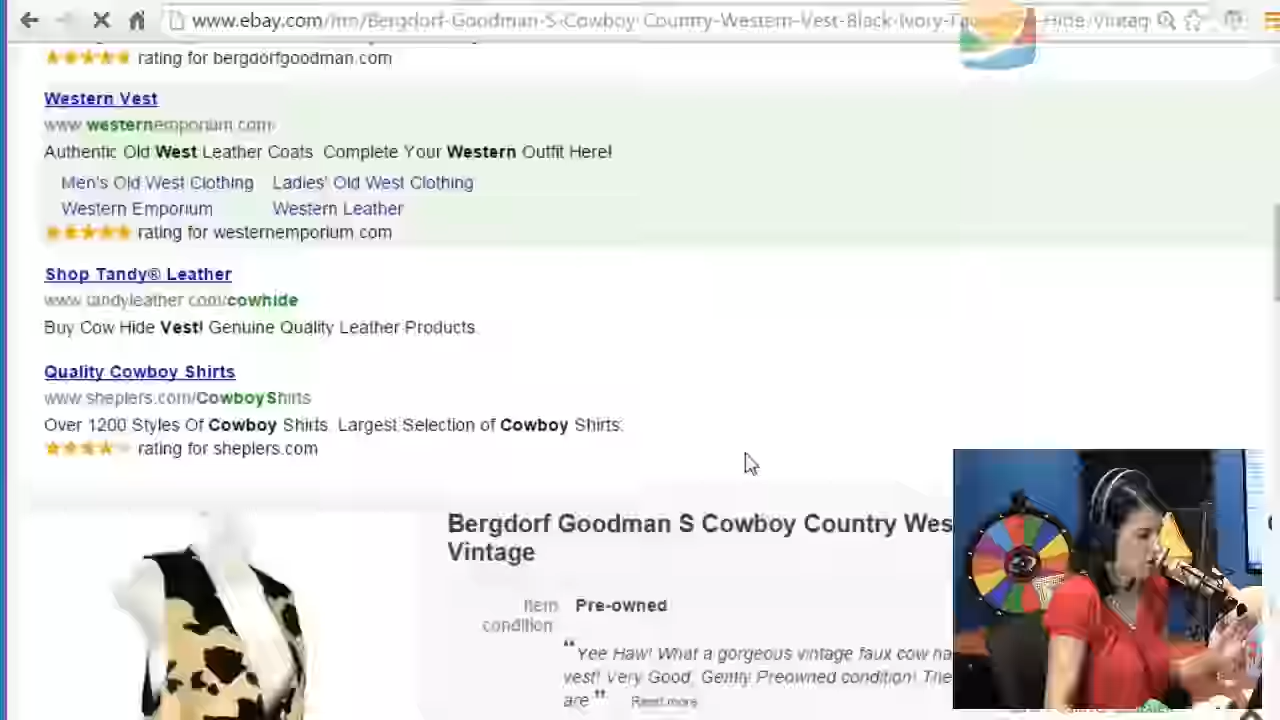 www.ebay.com/itm/Bergdorf-Goodman-S-Cowboy-Country-Western-Vest-Black-Ivory-Hide/Vintag
rating for bergdorfgoodman.com
Western Vest
www.westernemporium.com/
Authentic Old West Leather Coats. Complete Your Western Outfit Here!
Men's Old West Clothing Ladies' Old West Clothing
Western Emporium Western Leather
rating for westernemporium.com
Shop Tandy® Leather
www.tandyleather.com/cowhide
Buy Cow Hide Vest! Genuine Quality Leather Products.
Quality Cowboy Shirts
www.sheplers.com/CowboyShirts
Over 1200 Styles Of Cowboy Shirts. Largest Selection of Cowboy Shirts.
rating for sheplers.com
Bergdorf Goodman S Cowboy Country Wes
Vintage
Item Pre-owned
condition:
"Yee Haw! What a gorgeous vintage faux cow ha
vest! Very Good, Gently Preowned condition! The
are" Read more